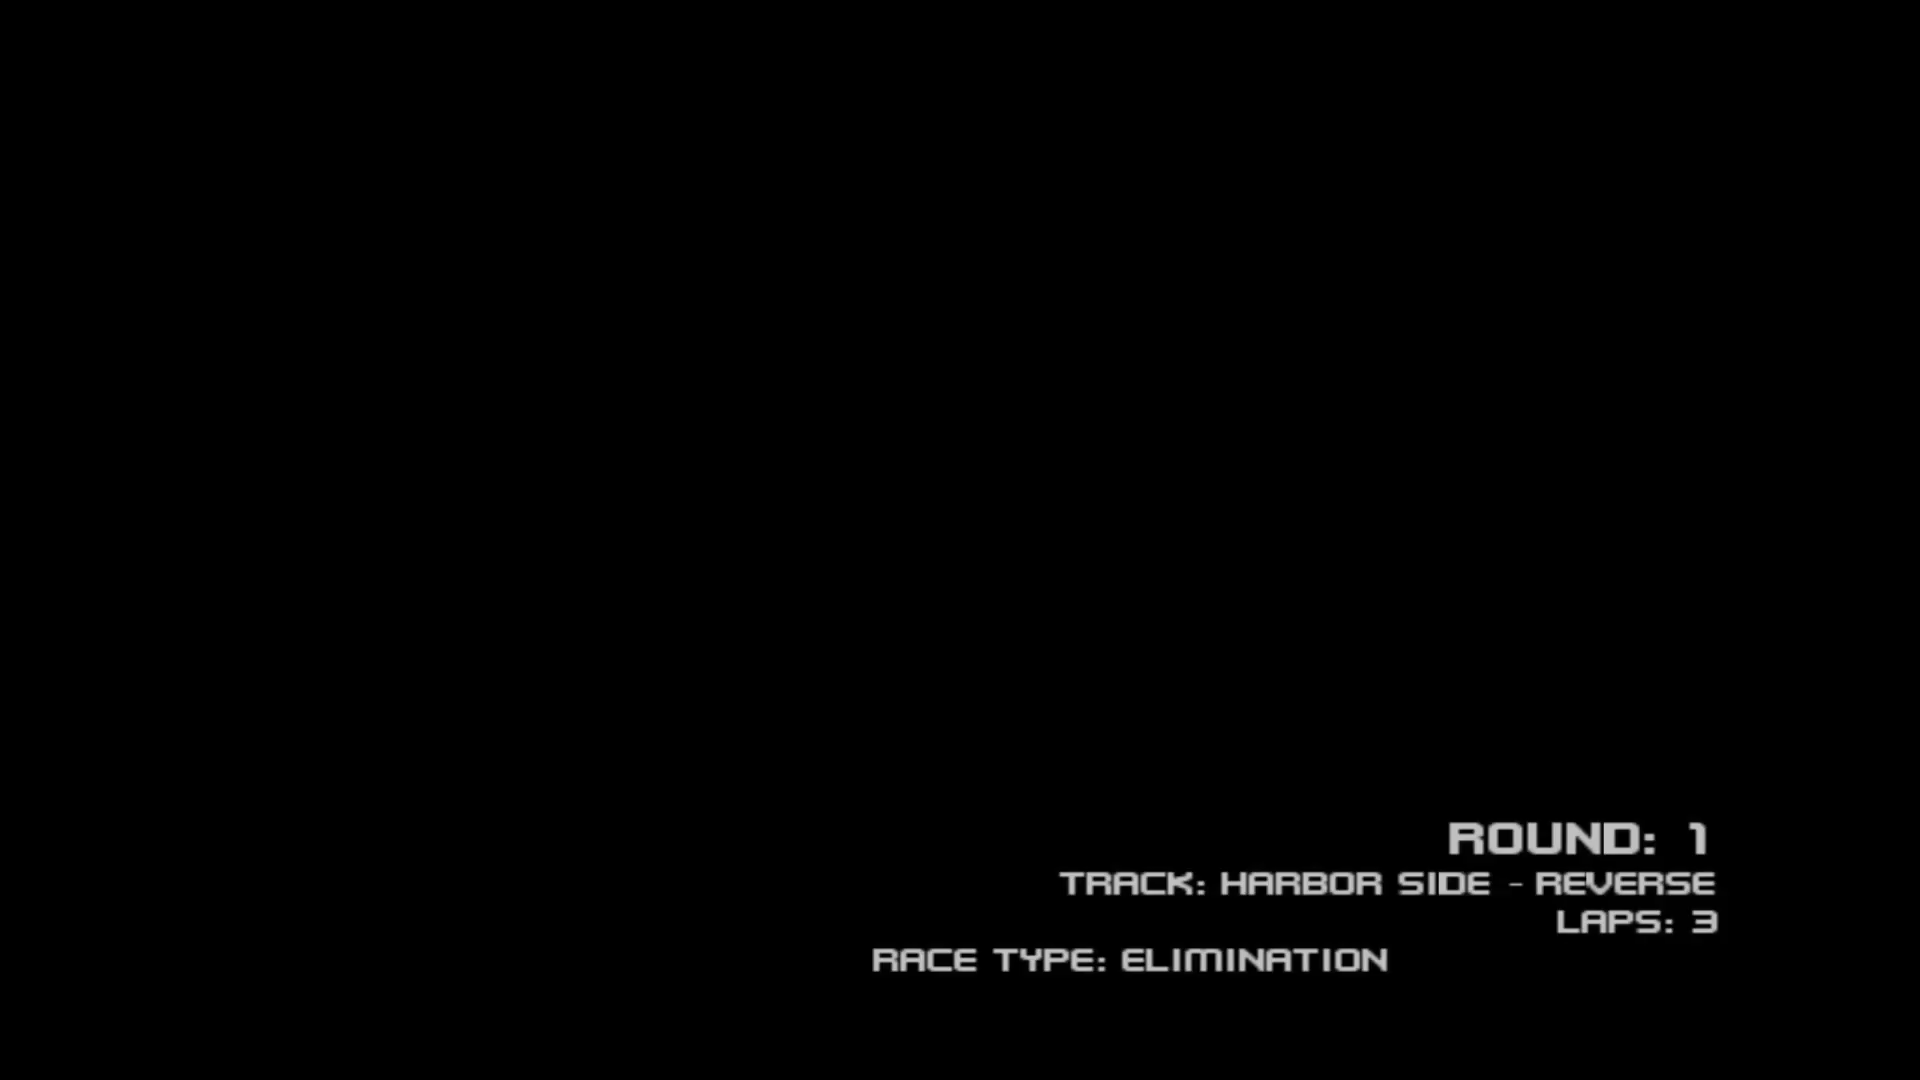 ROUND: 1
TRACK: HARBOR SIDE - REVERSE
LAPS: 3
RACE TYPE: ELIMINATION